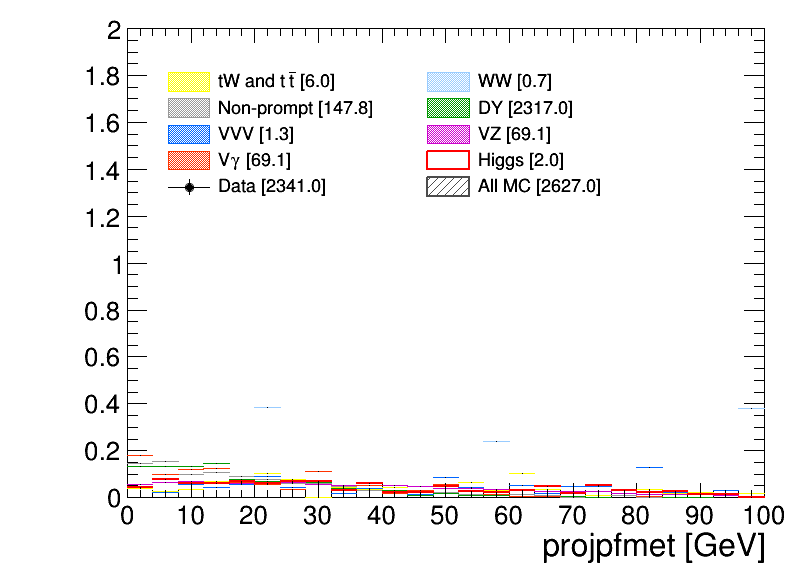 2
1.8
1.6
1.4
1.2
1
0.8
0.6
0.4
0.2
0
tW and t t̅ [6.0]
Non-prompt [147.8]
VVV [1.3]
Vγ [69.1]
Data [2341.0]
WW [0.7]
DY [2317.0]
VZ [69.1]
Higgs [2.0]
All MC [2627.0]
0 10 20 30 40 50 60 70 80 90 100
projpfmet [GeV]